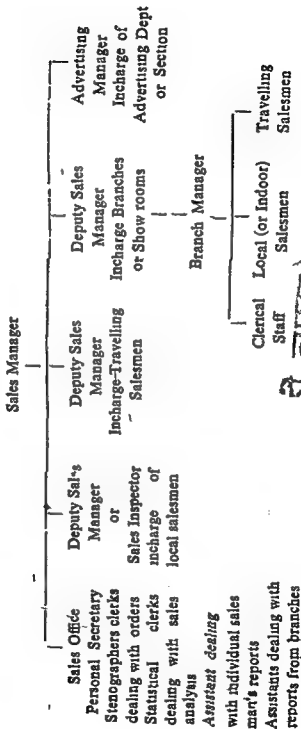 Sales Manager
Sales Office
Personal Secretary
Stenographers clerks
dealing with orders
Statistical clerks
dealing with sales
analysis
Assistant dealing
with individual sales
man's reports
Assistants dealing with
reports from branches
Deputy Sales
Manager
or
Sales Inspector
incharge of
local salesmen
Deputy Sales
Manager
Incharge-Travelling
Salesmen
Deputy Sales
Manager
Incharge Branches
or Show rooms
Branch Manager
Clerical
Staff
Local (or Indoor)
Salesmen
Travelling
Salesmen
Advertising
Manager
Incharge of
Advertising Dept
or Section